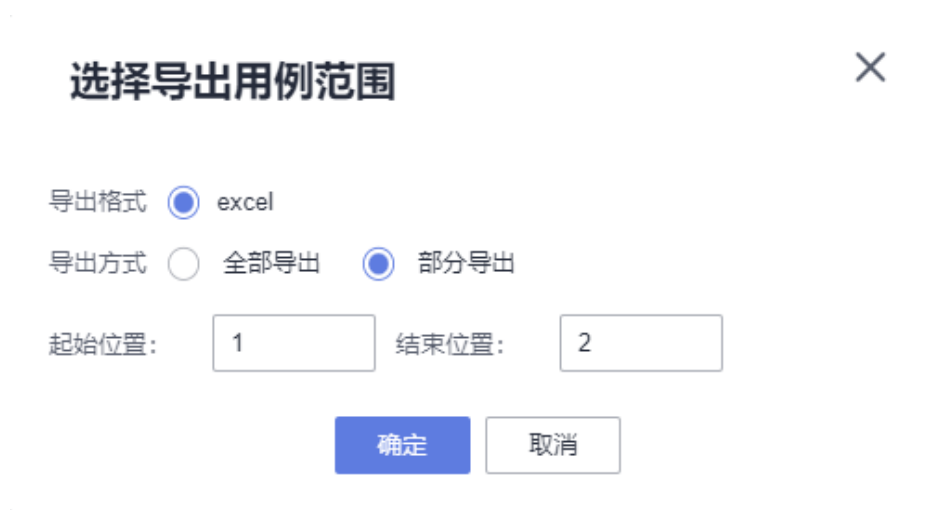 选择导出用例范围
导出格式 excel
导出方式 全部导出 部分导出
起始位置： 1 结束位置： 2
确定 取消